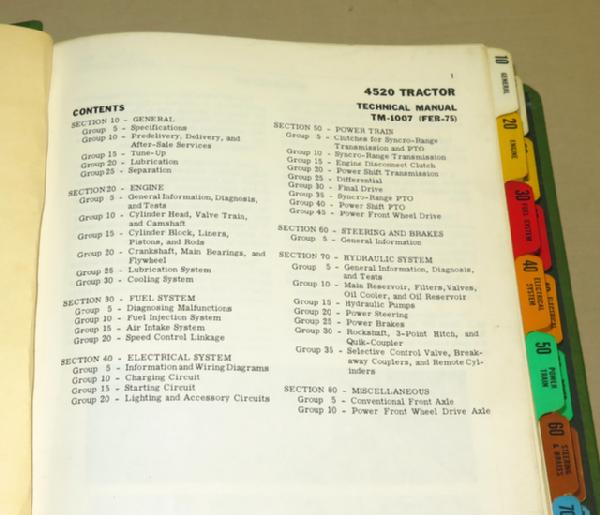 1
4520 TRACTOR
TECHNICAL MANUAL
TM-1007 (FEB-75)
CONTENTS
SECTION 10 - GENERAL
Group 5 - Specifications
Group 10 - Predelivery, Delivery, and
After-Sale Services
Group 15 - Tune-Up
Group 20 - Lubrication
Group 25 - Separation
SECTION 20 - ENGINE
Group 5 - General Information, Diagnosis,
and Tests
Group 10 - Cylinder Head, Valve Train,
and Camshaft
Group 15 - Cylinder Block, Liners,
Pistons, and Rods
Group 20 - Crankshaft, Main Bearings, and
Flywheel
Group 25 - Lubrication System
Group 30 - Cooling System
SECTION 30 - FUEL SYSTEM
Group 5 - Diagnosing Malfunctions
Group 10 - Fuel Injection System
Group 15 - Air Intake System
Group 20 - Speed Control Linkage
SECTION 40 - ELECTRICAL SYSTEM
Group 5 - Information and Wiring Diagrams
Group 10 - Charging Circuit
Group 15 - Starting Circuit
Group 20 - Lighting and Accessory Circuits
SECTION 50 - POWER TRAIN
Group 5 - Clutches for Syncro-Range
Transmission and PTO
Group 10 - Syncro-Range Transmission
Group 15 - Engine Disconnect Clutch
Group 20 - Power Shift Transmission
Group 25 - Differential
Group 30 - Final Drive
Group 35 - Syncro-Range PTO
Group 40 - Power Shift PTO
Group 45 - Power Front Wheel Drive
SECTION 60 - STEERING AND BRAKES
Group 5 - General Information
SECTION 70 - HYDRAULIC SYSTEM
Group 5 - General Information, Diagnosis,
and Tests
Group 10 - Main Reservoir, Filters, Valves,
Oil Cooler, and Oil Reservoir
Group 15 - Hydraulic Pumps
Group 20 - Power Steering
Group 25 - Power Brakes
Group 30 - Rockshaft, 3-Point Hitch, and
Quik-Coupler
Group 35 - Selective Control Valve, Break-
away Couplers, and Remote Cyl-
inders
SECTION 80 - MISCELLANEOUS
Group 5 - Conventional Front Axle
Group 10 - Power Front Wheel Drive Axle
10
GENERAL
20
ENGINE
30
FUEL SYSTEM
40
ELECTRICAL
SYSTEM
50
POWER
TRAIN
60
STEERING
& BRAKES
70